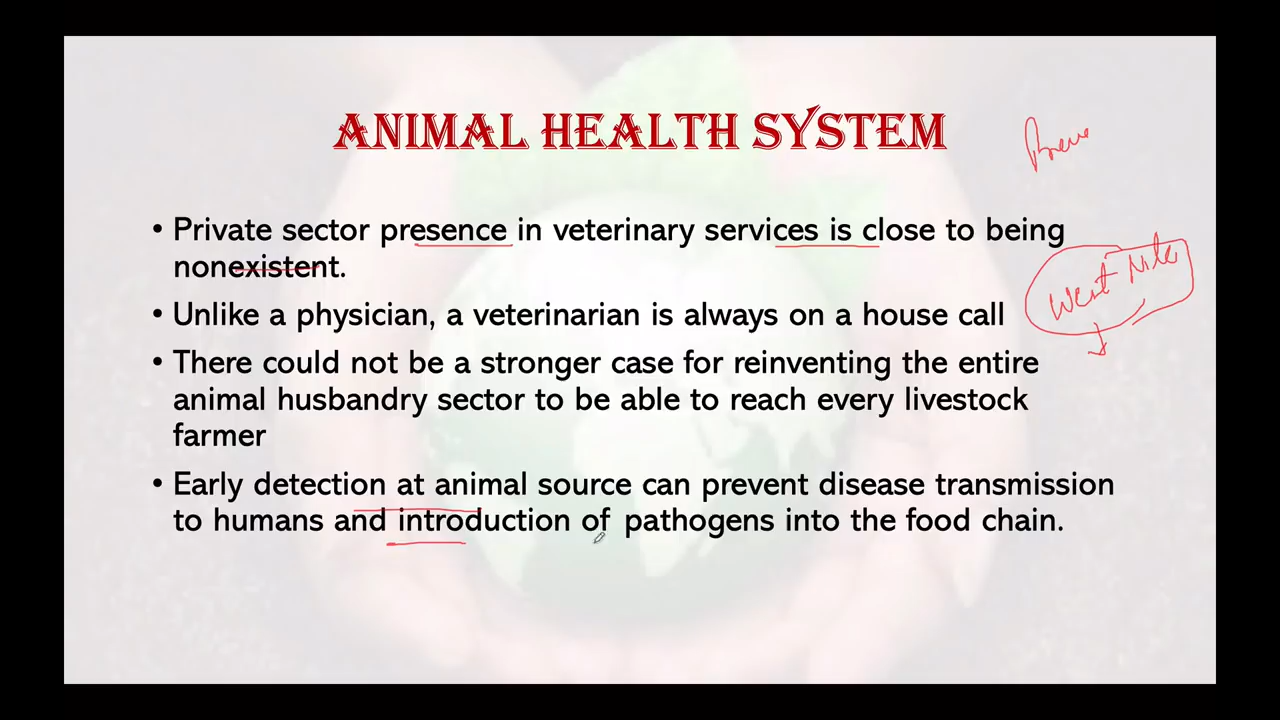 ANIMAL HEALTH SYSTEM
• Private sector presence in veterinary services is close to being
nonexistent.
• Unlike a physician, a veterinarian is always on a house call
• There could not be a stronger case for reinventing the entire
animal husbandry sector to be able to reach every livestock
farmer
• Early detection at animal source can prevent disease transmission
to humans and introduction of pathogens into the food chain.
West Nile